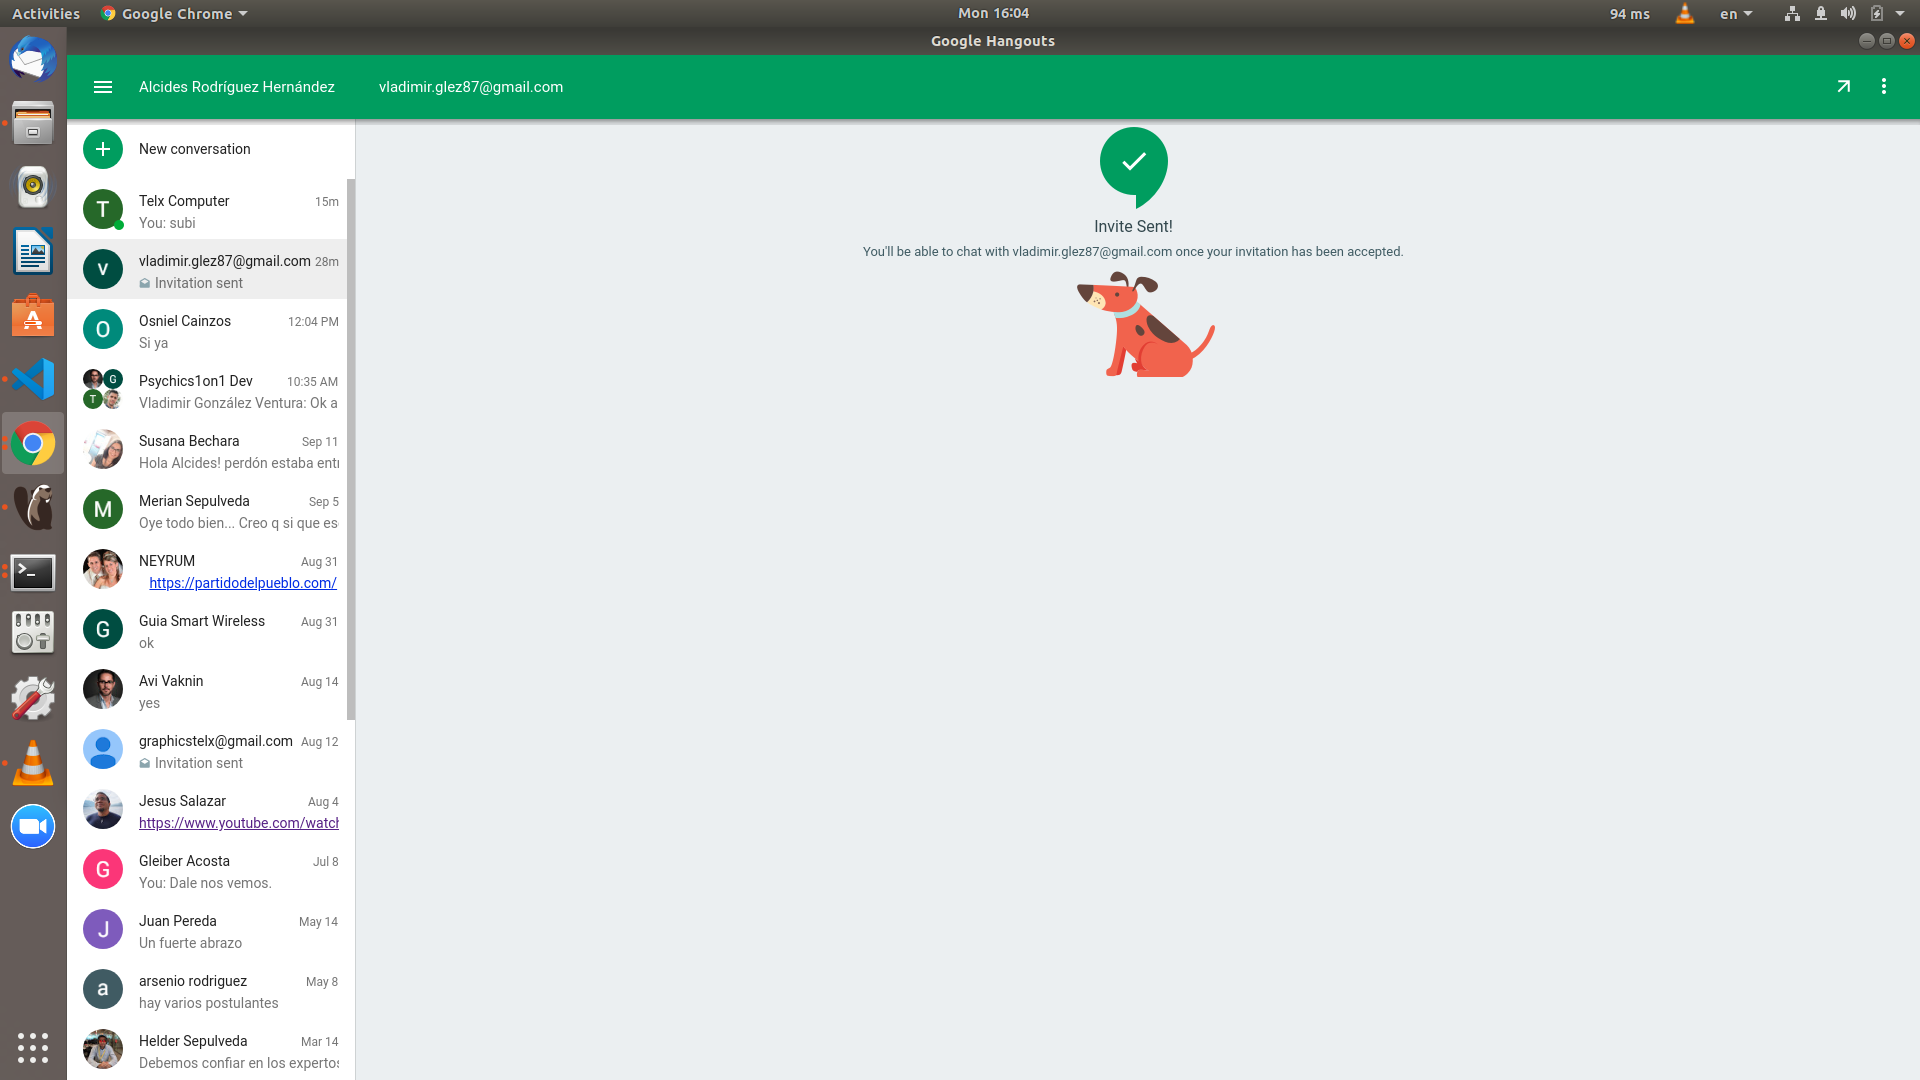 Activities
Google Chrome
Mon 16:04
94 ms
en
Google Hangouts
Alcides Rodríguez Hernández
vladimir.glez87@gmail.com
New conversation
T
Telx Computer
15m
You: subi
v
vladimir.glez87@gmail.com
28m
Invitation sent
O
Osniel Cainzos
12:04 PM
Si ya
G
T
Psychics1on1 Dev
10:35 AM
Vladimir González Ventura: Ok a
Susana Bechara
Sep 11
Hola Alcides! perdón estaba
M
Merian Sepulveda
Sep 5
Oye todo bien... Creo q si que es
NEYRUM
Aug 31
https://partidodelpueblo.com/
G
Guia Smart Wireless
Aug 31
ok
Avi Vaknin
Aug 14
yes
graphicstelx@gmail.com
Aug 12
Invitation sent
Jesus Salazar
Aug 4
https://www.youtube.com/watch
G
Gleiber Acosta
Jul 8
You: Dale nos vemos.
J
Juan Pereda
May 14
Un fuerte abrazo
a
arsenio rodriguez
May 8
hay varios postulantes
Helder Sepulveda
Mar 14
Debemos confiar en los expertos
Invite Sent!
You'll be able to chat with vladimir.glez87@gmail.com once your invitation has been accepted.